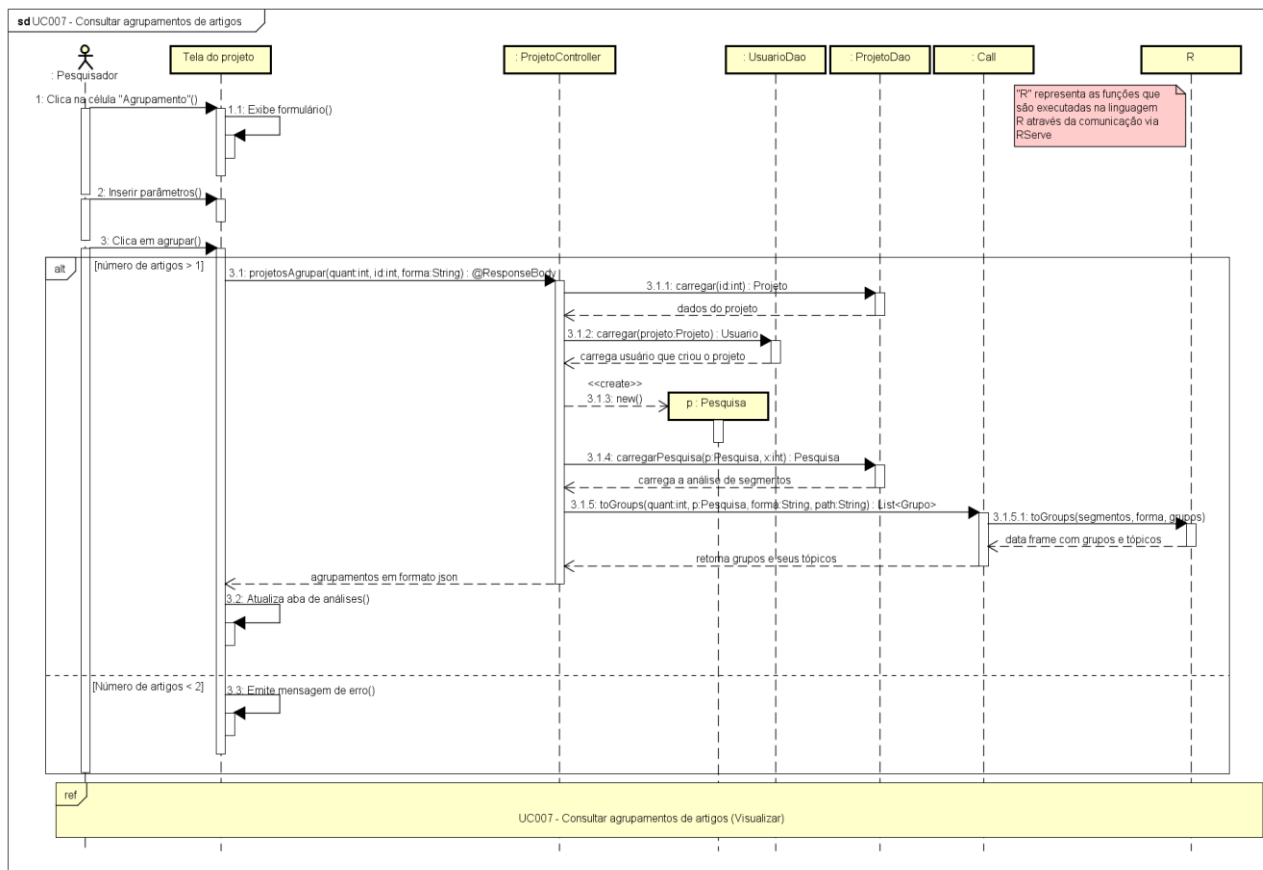 sd UC007 - Consultar agrupamentos de artigos
: Pesquisador
Tela do projeto
: ProjetoController
: UsuarioDao
: ProjetoDao
: Call
R
"R" representa as funções que
são executadas na linguagem
R através da comunicação via
RServe
1: Clica na célula "Agrupamento"()
1.1: Exibe formulário()
2: Inserir parâmetros()
3: Clica em agrupar()
alt
[número de artigos > 1]
3.1: projetosAgrupar(quant:int, id:int, forma:String) : @ResponseBody
3.1.1: carregar(id:int) : Projeto
dados do projeto
3.1.2: carregar(projeto:Projeto) : Usuario
carrega usuário que criou o projeto
<<create>>
3.1.3: new()
p : Pesquisa
3.1.4: carregarPesquisa(p:Pesquisa, x:int) : Pesquisa
carrega a análise de segmentos
3.1.5: toGroups(quant:int, p:Pesquisa, forma:String, path:String) : List<Grupo>
3.1.5.1: toGroups(segmentos, forma, grupos)
data frame com grupos e tópicos
retorna grupos e seus tópicos
agrupamentos em formato json
3.2: Atualiza aba de análises()
[Número de artigos < 2]
3.3: Emite mensagem de erro()
ref
UC007 - Consultar agrupamentos de artigos (Visualizar)